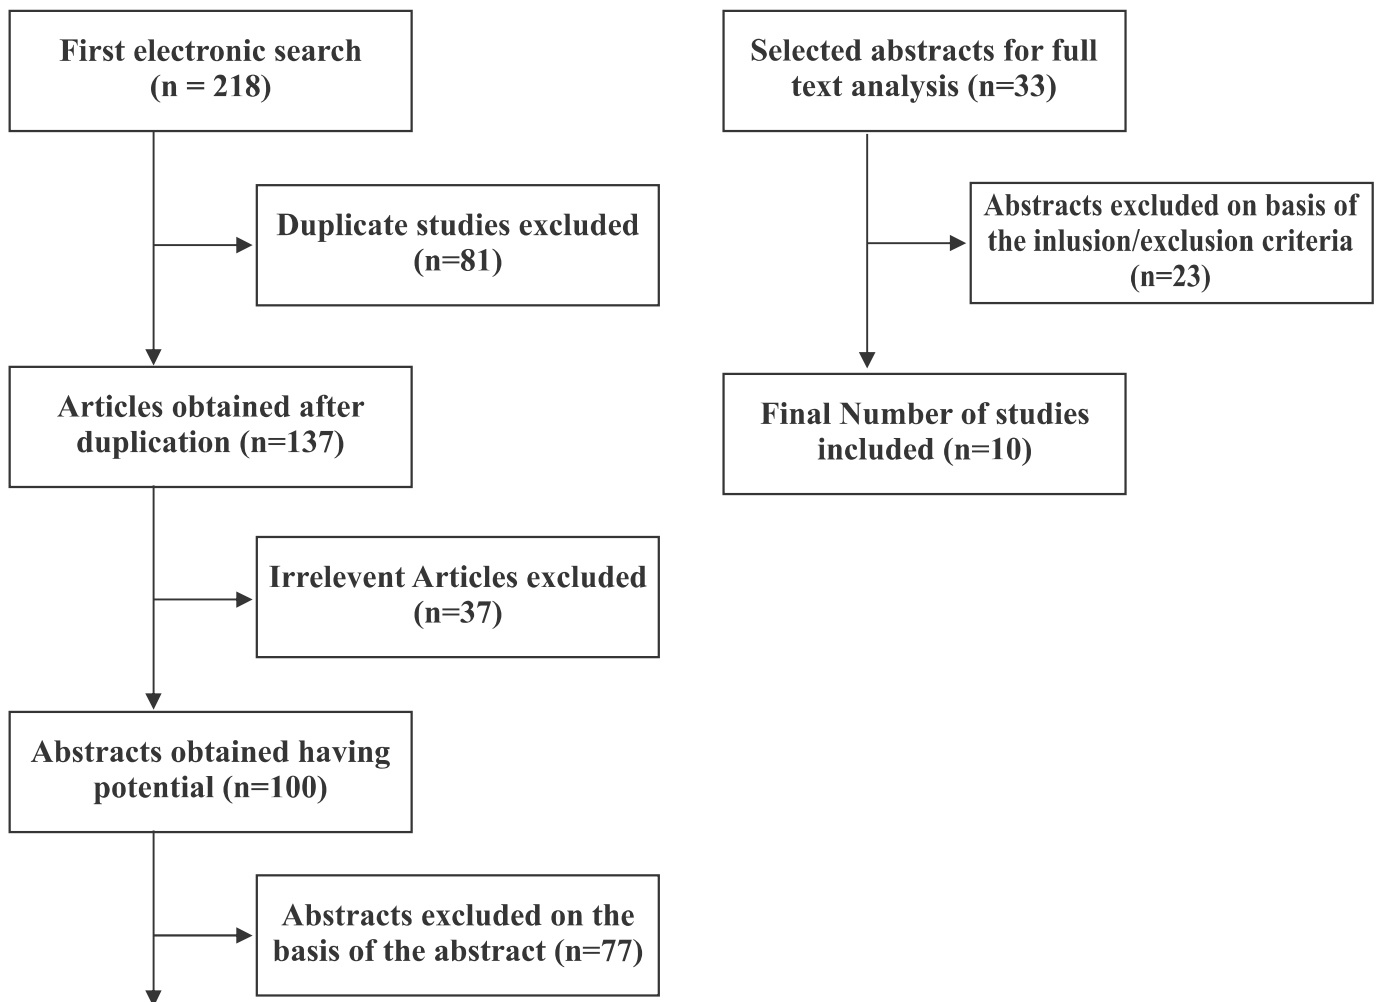 First electronic search
(n = 218)
Duplicate studies excluded
(n=81)
Articles obtained after
duplication (n=137)
Irrelevent Articles excluded
(n=37)
Abstracts obtained having
potential (n=100)
Abstracts excluded on the
basis of the abstract (n=77)
Selected abstracts for full
text analysis (n=33)
Abstracts excluded on basis of
the inlusion/exclusion criteria
(n=23)
Final Number of studies
included (n=10)